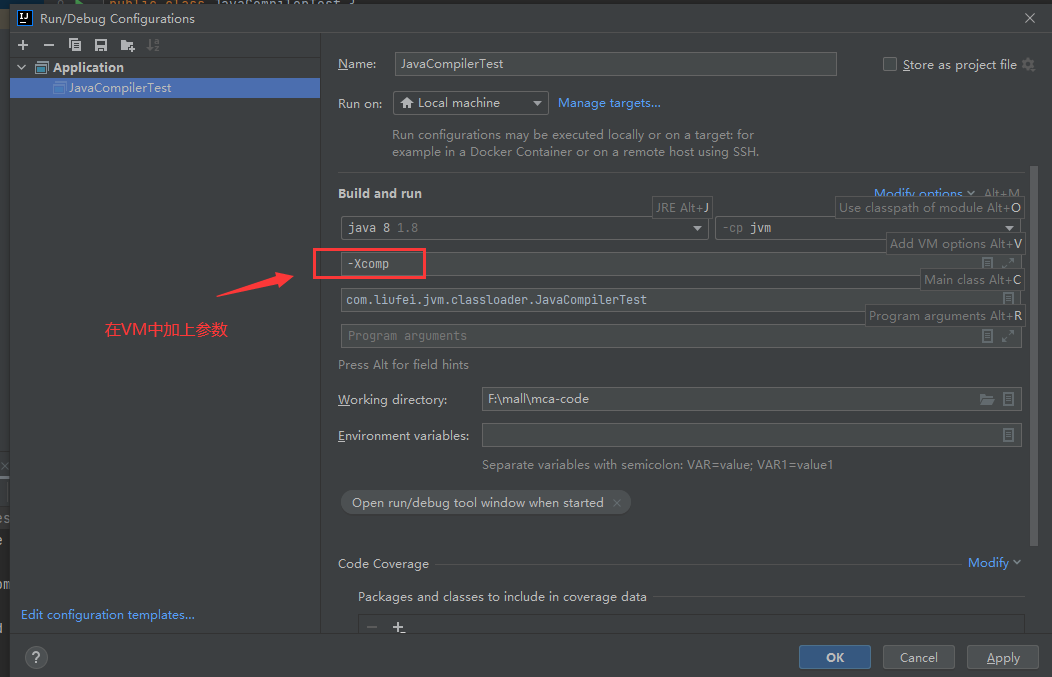 public class JavaCompilerTest {
Run/Debug Configurations
Application
JavaCompilerTest
Name:
JavaCompilerTest
Store as project file
Run on:
Local machine
Manage targets...
Run configurations may be executed locally or on a target: for
example in a Docker Container or on a remote host using SSH.
Build and run
Modify options
Alt+M
JRE Alt+J
Use classpath of module Alt+O
java 8 1.8
-cp jvm
Add VM options Alt+V
-Xcomp
Main class Alt+C
com.liufei.jvm.classloader.JavaCompilerTest
Program arguments Alt+R
在VM中加上参数
Program arguments
Press Alt for field hints
Working directory:
F:\mall\mca-code
Environment variables:
Separate variables with semicolon: VAR=value; VAR1=value1
Open run/debug tool window when started
Code Coverage
Modify
Packages and classes to include in coverage data
Edit configuration templates...
?
OK
Cancel
Apply